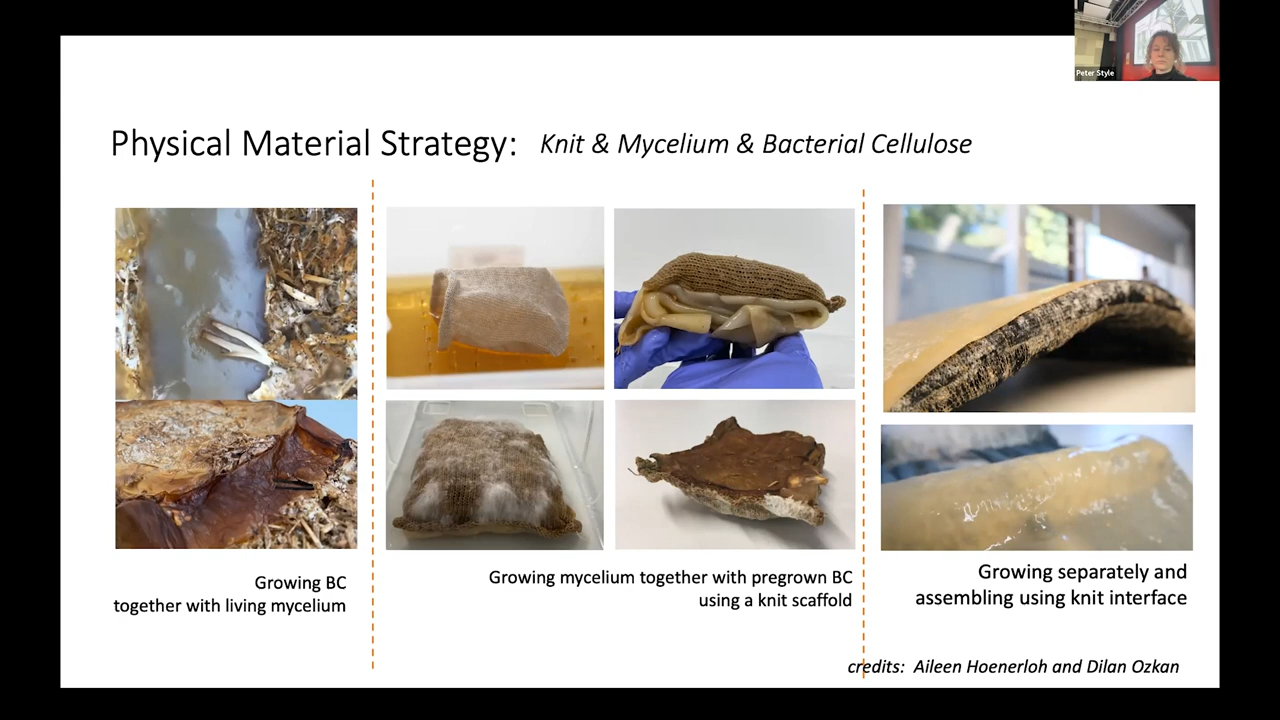 Peter Style
Physical Material Strategy: Knit & Mycelium & Bacterial Cellulose
Growing BC
together with living mycelium
Growing mycelium together with pregrown BC
using a knit scaffold
Growing separately and
assembling using knit interface
credits: Aileen Hoenerloh and Dilan Ozkan